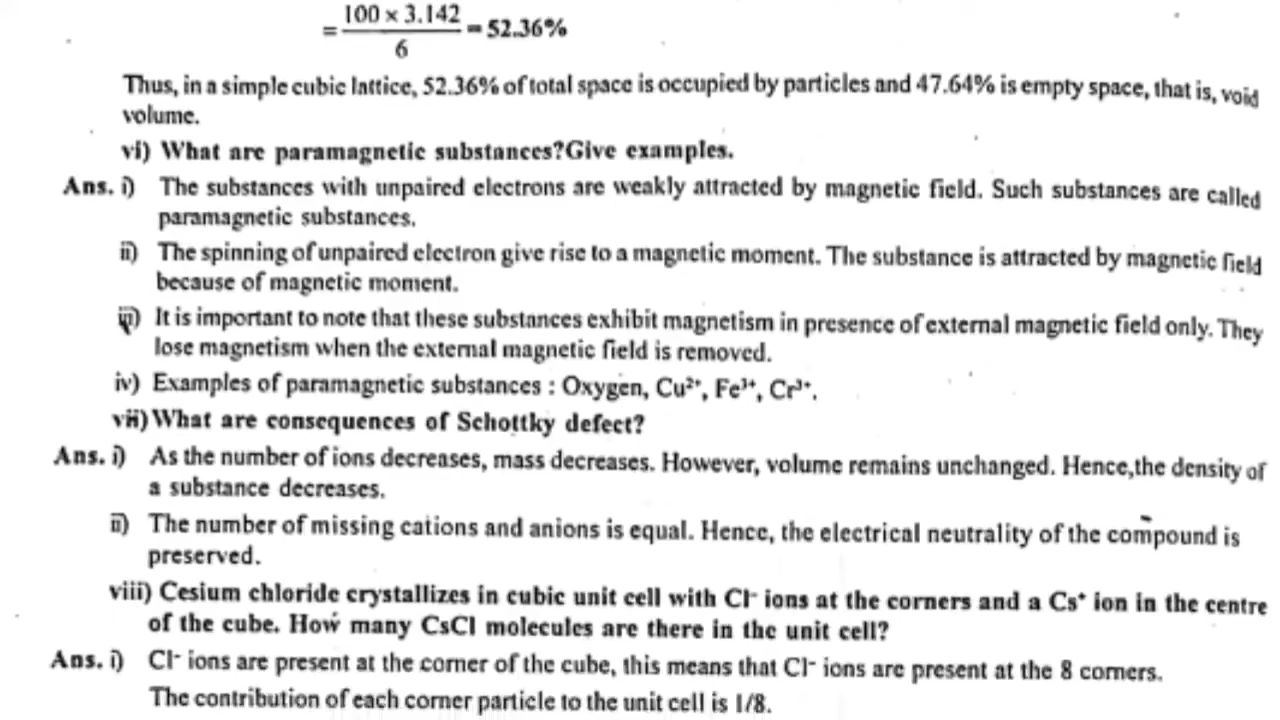 = 100 × 3.142 / 6 = 52.36%
Thus, in a simple cubic lattice, 52.36% of total space is occupied by particles and 47.64% is empty space, that is, void
volume.
vi) What are paramagnetic substances?Give examples.
Ans. i) The substances with unpaired electrons are weakly attracted by magnetic field. Such substances are called
paramagnetic substances.
ii) The spinning of unpaired electron give rise to a magnetic moment. The substance is attracted by magnetic field
because of magnetic moment.
iii) It is important to note that these substances exhibit magnetism in presence of external magnetic field only. They
lose magnetism when the external magnetic field is removed.
iv) Examples of paramagnetic substances : Oxygen, Cu²⁺, Fe³⁺, Cr³⁺.
vii) What are consequences of Schottky defect?
Ans. i) As the number of ions decreases, mass decreases. However, volume remains unchanged. Hence,the density of
a substance decreases.
ii) The number of missing cations and anions is equal. Hence, the electrical neutrality of the compound is
preserved.
viii) Cesium chloride crystallizes in cubic unit cell with Cl⁻ ions at the corners and a Cs⁺ ion in the centre
of the cube. How many CsCl molecules are there in the unit cell?
Ans. i) Cl⁻ ions are present at the corner of the cube, this means that Cl⁻ ions are present at the 8 corners.
The contribution of each corner particle to the unit cell is 1/8.